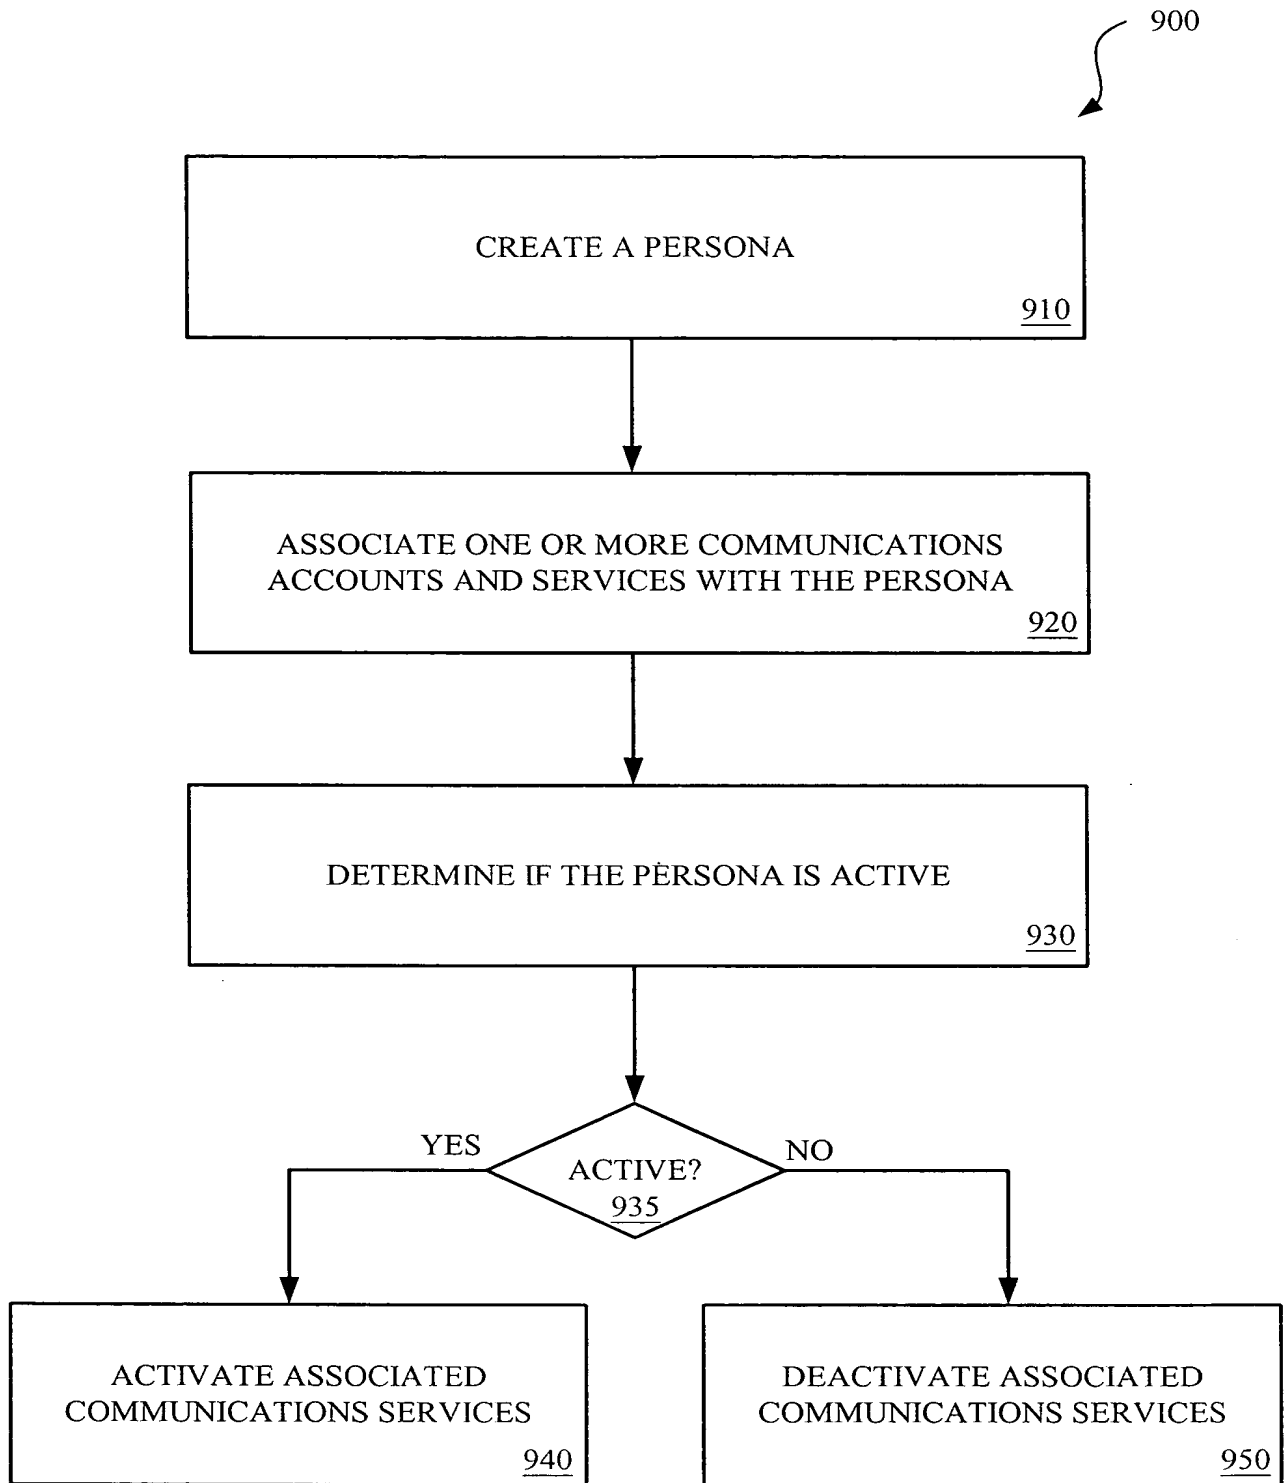 900
CREATE A PERSONA
910
ASSOCIATE ONE OR MORE COMMUNICATIONS
ACCOUNTS AND SERVICES WITH THE PERSONA
920
DETERMINE IF THE PERSONA IS ACTIVE
930
YES
NO
ACTIVE?
935
ACTIVATE ASSOCIATED
COMMUNICATIONS SERVICES
940
DEACTIVATE ASSOCIATED
COMMUNICATIONS SERVICES
950